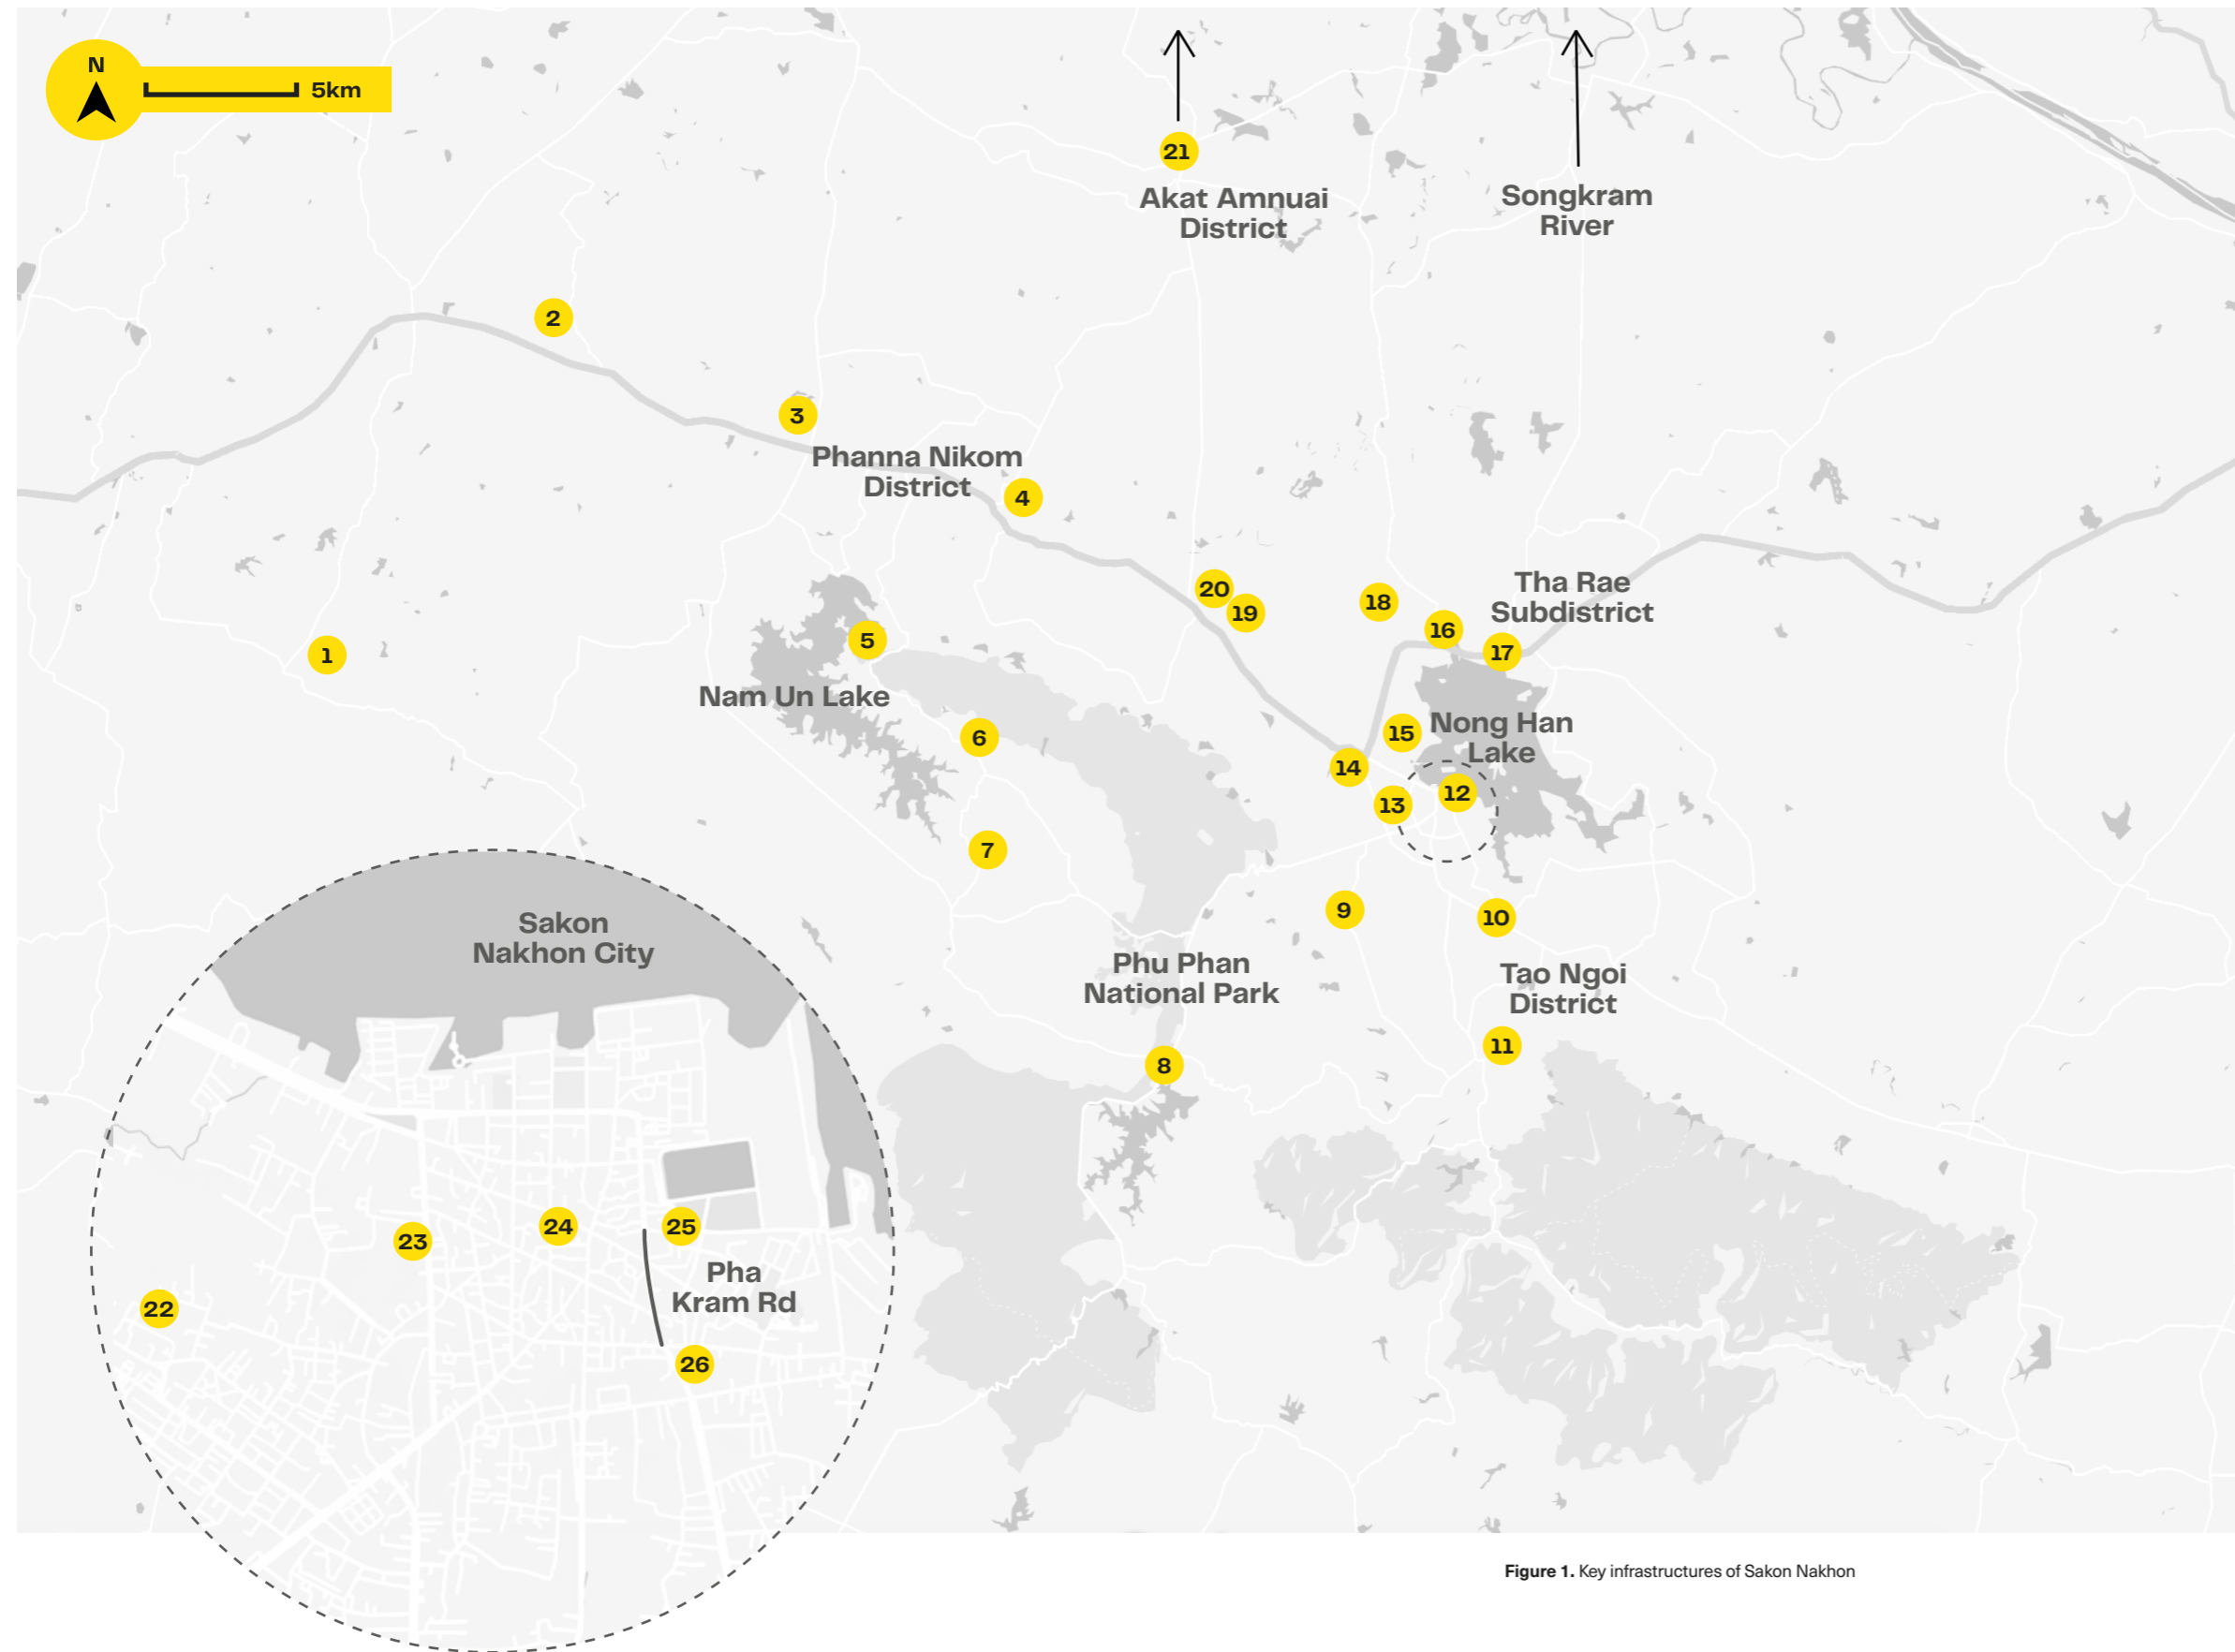 N
5km
21
Akat Amnuai
District
Songkram
River
2
3
Phanna Nikom
District
4
20
19
18
Tha Rae
Subdistrict
16
17
1
5
Nam Un Lake
6
15
Nong Han
Lake
14
13
12
7
9
10
Phu Phan
National Park
Tao Ngoi
District
11
8
Sakon
Nakhon City
24
25
23
Pha
Kram Rd
22
26
Figure 1. Key infrastructures of Sakon Nakhon